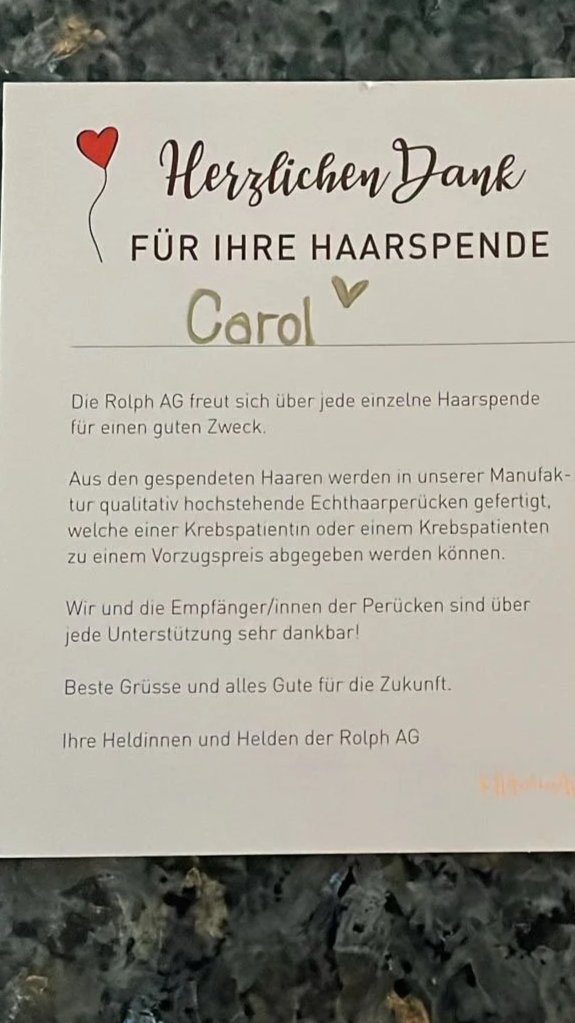 Herzlichen Dank
FÜR IHRE HAARSPENDE
Carol
Die Rolph AG freut sich über jede einzelne Haarspende
für einen guten Zweck.
Aus den gespendeten Haaren werden in unserer Manufak-
tur qualitativ hochstehende Echthaarperücken gefertigt,
welche einer Krebspatientin oder einem Krebspatienten
zu einem Vorzugspreis abgegeben werden können.
Wir und die Empfänger/innen der Perücken sind über
jede Unterstützung sehr dankbar!
Beste Grüsse und alles Gute für die Zukunft.
Ihre Heldinnen und Helden der Rolph AG